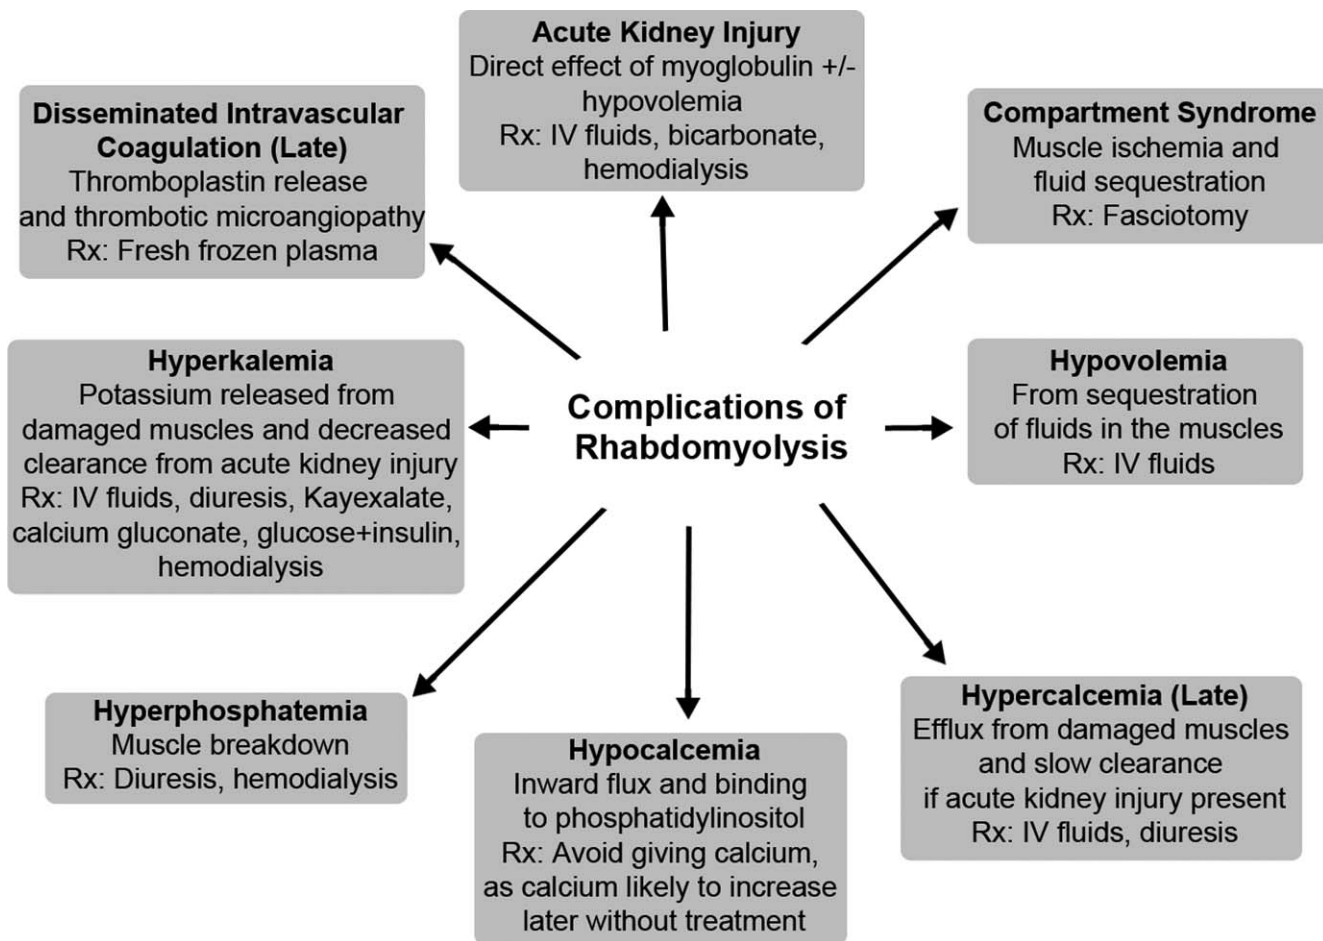 Acute Kidney Injury
Direct effect of myoglobulin +/-
hypovolemia
Rx: IV fluids, bicarbonate,
hemodialysis
Disseminated Intravascular
Coagulation (Late)
Thromboplastin release
and thrombotic microangiopathy
Rx: Fresh frozen plasma
Compartment Syndrome
Muscle ischemia and
fluid sequestration
Rx: Fasciotomy
Hyperkalemia
Potassium released from
damaged muscles and decreased
clearance from acute kidney injury
Rx: IV fluids, diuresis, Kayexalate,
calcium gluconate, glucose+insulin,
hemodialysis
Complications of
Rhabdomyolysis
Hypovolemia
From sequestration
of fluids in the muscles
Rx: IV fluids
Hyperphosphatemia
Muscle breakdown
Rx: Diuresis, hemodialysis
Hypocalcemia
Inward flux and binding
to phosphatidylinositol
Rx: Avoid giving calcium,
as calcium likely to increase
later without treatment
Hypercalcemia (Late)
Efflux from damaged muscles
and slow clearance
if acute kidney injury present
Rx: IV fluids, diuresis